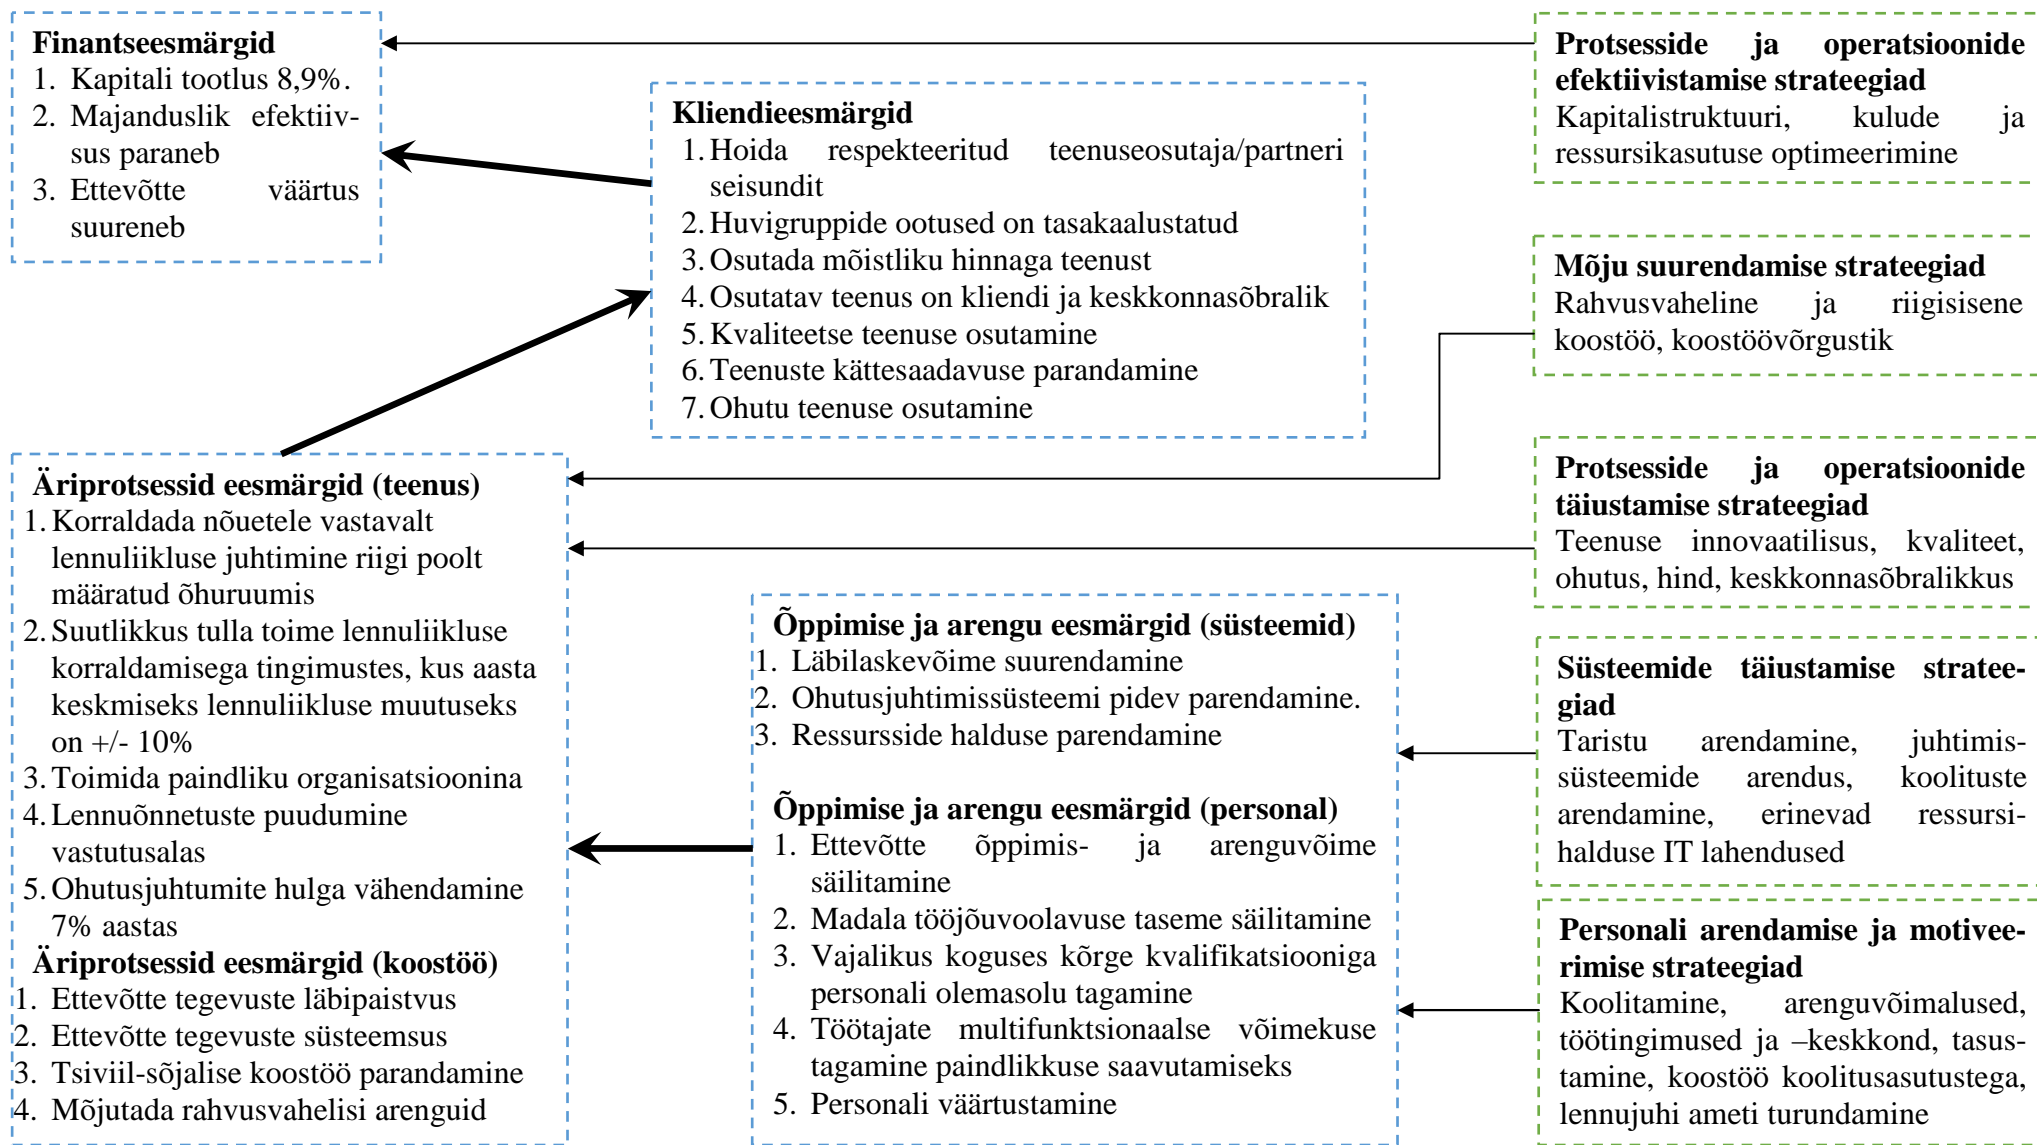 Finantseesmärgid
1. Kapitali tootlus 8,9%.
2. Majanduslik efektiiv-
sus paraneb
3. Ettevõtte väärtus
suureneb
Kliendieesmärgid
1. Hoida respekteeritud teenuseosutaja/partneri
seisundit
2. Huvigruppide ootused on tasakaalustatud
3. Osutada mõistliku hinnaga teenust
4. Osutatav teenus on kliendi ja keskkonnasõbralik
5. Kvaliteetse teenuse osutamine
6. Teenuste kättesaadavuse parandamine
7. Ohutu teenuse osutamine
Äriprotsessid eesmärgid (teenus)
1. Korraldada nõuetele vastavalt
lennuliikluse juhtimine riigi poolt
määratud õhuruumis
2. Suutlikkus tulla toime lennuliikluse
korraldamisega tingimustes, kus aasta
keskmiseks lennuliikluse muutuseks
on +/- 10%
3. Toimida paindliku organisatsioonina
4. Lennuõnnetuste puudumine
vastutusalas
5. Ohutusjuhtumite hulga vähendamine
7% aastas
Äriprotsessid eesmärgid (koostöö)
1. Ettevõtte tegevuste läbipaistvus
2. Ettevõtte tegevuste süsteemsus
3. Tsiviil-sõjalise koostöö parandamine
4. Mõjutada rahvusvahelisi arenguid
Õppimise ja arengu eesmärgid (süsteemid)
1. Läbilaskevõime suurendamine
2. Ohutusjuhtimissüsteemi pidev parendamine.
3. Ressursside halduse parendamine
Õppimise ja arengu eesmärgid (personal)
1. Ettevõtte õppimis- ja arenguvõime
säilitamine
2. Madala tööjõuvoolavuse taseme säilitamine
3. Vajalikus koguses kõrge kvalifikatsiooniga
personali olemasolu tagamine
4. Töötajate multifunktsionaalse võimekuse
tagamine paindlikkuse saavutamiseks
5. Personali väärtustamine
Protsesside ja operatsioonide
efektiivistamise strateegiad
Kapitalistruktuuri, kulude ja
ressursikasutuse optimeerimine
Mõju suurendamise strateegiad
Rahvusvaheline ja riigisisene
koostöö, koostöövõrgustik
Protsesside ja operatsioonide
täiustamise strateegiad
Teenuse innovaatilisus, kvaliteet,
ohutus, hind, keskkonnasõbralikkus
Süsteemide täiustamise stratee-
giad
Taristu arendamine, juhtimis-
süsteemide arendus, koolituste
arendamine, erinevad ressursi-
halduse IT lahendused
Personali arendamise ja motivee-
rimise strateegiad
Koolitamine, arenguvõimalused,
töötingimused ja –keskkond, tasus-
tamine, koostöö koolitusasutustega,
lennujuhi ameti turundamine